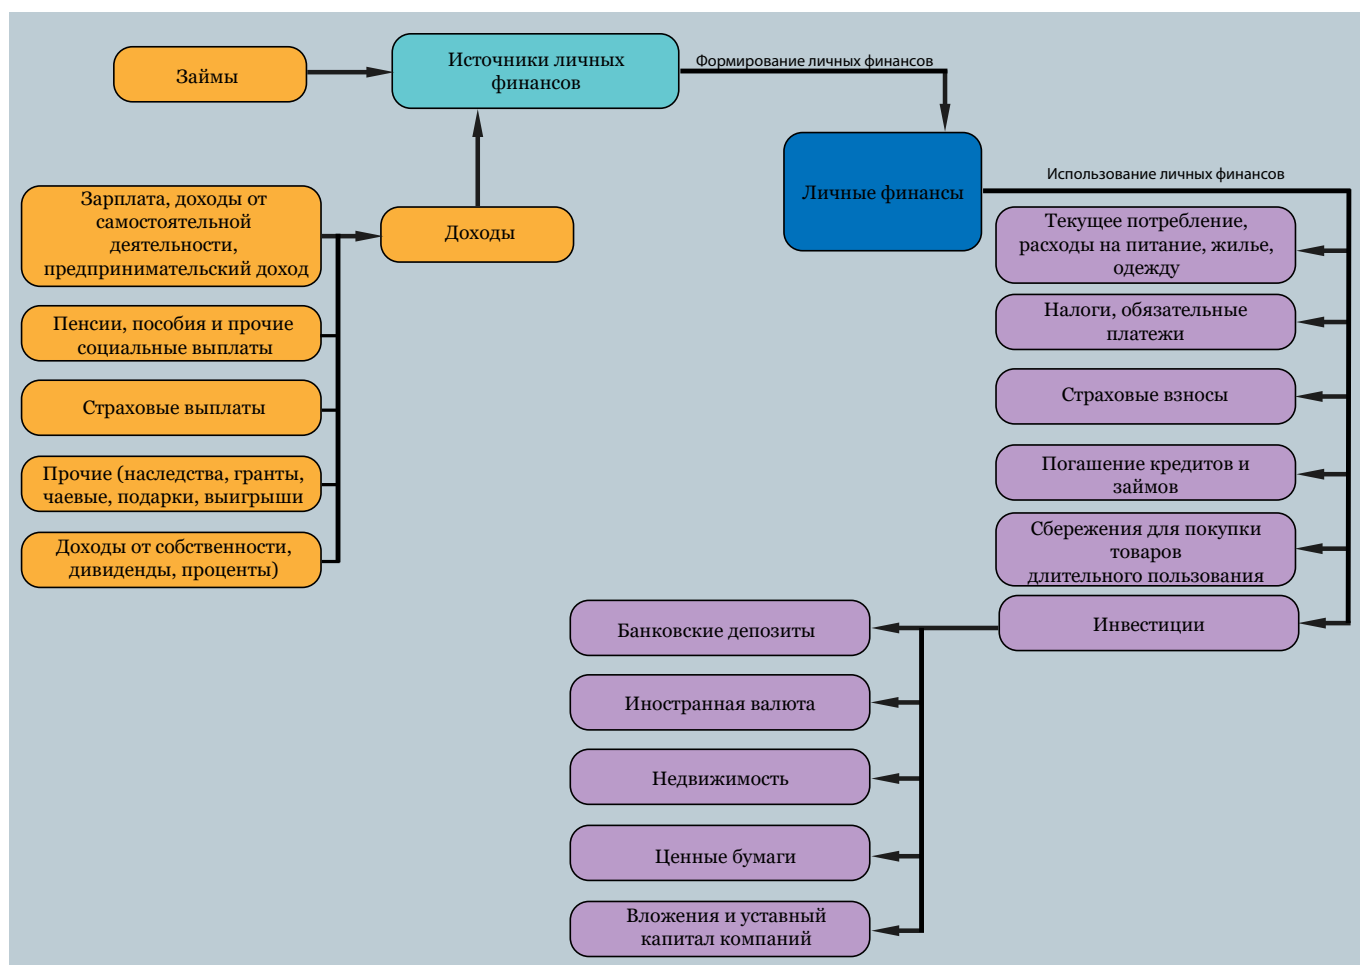 Займы
Источники личных
финансов
Формирование личных финансов
Личные финансы
Использование личных финансов
Зарплата, доходы от
самостоятельной
деятельности,
предпринимательский доход
Доходы
Пенсии, пособия и прочие
социальные выплаты
Страховые выплаты
Прочие (наследства, гранты,
чаевые, подарки, выигрыши
Доходы от собственности,
дивиденды, проценты)
Текущее потребление,
расходы на питание, жилье,
одежду
Налоги, обязательные
платежи
Страховые взносы
Погашение кредитов и
займов
Сбережения для покупки
товаров
длительного пользования
Инвестиции
Банковские депозиты
Иностранная валюта
Недвижимость
Ценные бумаги
Вложения и уставный
капитал компаний